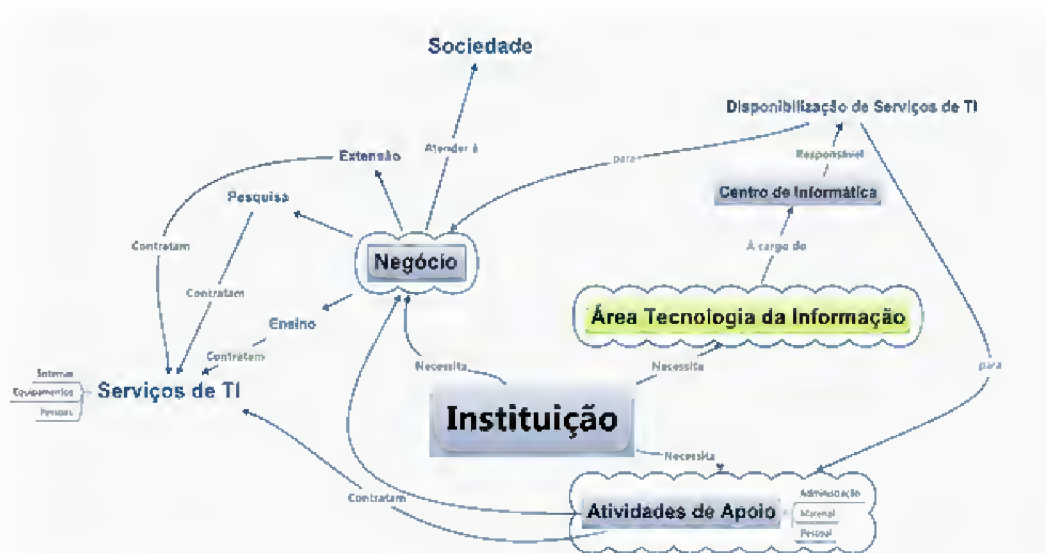 Sociedade
Disponibilização de Serviços de TI
Extensão
Atender à
para
Responsável
Pesquisa
Centro de Informática
Contratam
Negócio
À cargo do
Contratam
Ensino
Área Tecnologia da Informação
Contratam
Necessita
Necessita
para
Sistemas
Equipamentos
Pessoas
Serviços de TI
Instituição
Necessita
Contratam
Atividades de Apoio
Administração
Material
Pessoal